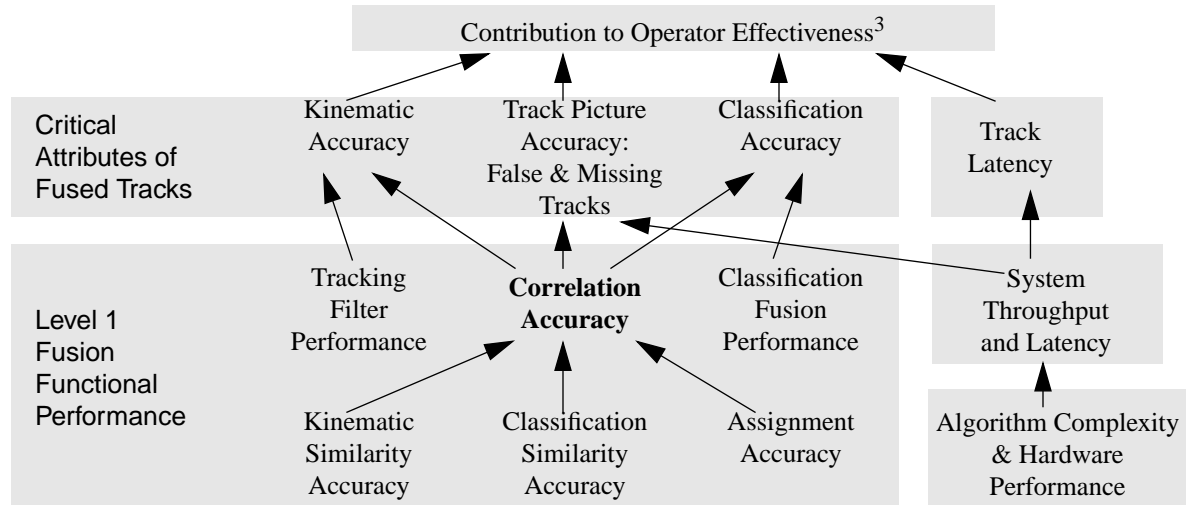 Contribution to Operator Effectiveness3
Critical
Attributes of
Fused Tracks
Kinematic
Accuracy
Track Picture
Accuracy:
False & Missing
Tracks
Classification
Accuracy
Track
Latency
Level 1
Fusion
Functional
Performance
Tracking
Filter
Performance
Correlation
Accuracy
Classification
Fusion
Performance
System
Throughput
and Latency
Kinematic
Similarity
Accuracy
Classification
Similarity
Accuracy
Assignment
Accuracy
Algorithm Complexity
& Hardware
Performance